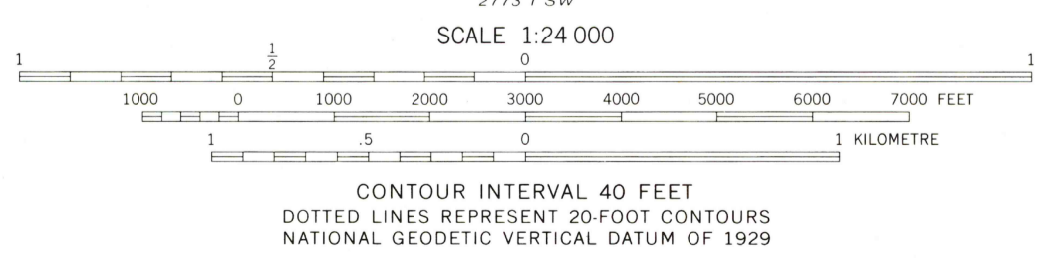 2773 I SW
SCALE 1:24 000
1 1/2 0 1
1000 0 1000 2000 3000 4000 5000 6000 7000 FEET
1 .5 0 1 KILOMETRE
CONTOUR INTERVAL 40 FEET
DOTTED LINES REPRESENT 20-FOOT CONTOURS
NATIONAL GEODETIC VERTICAL DATUM OF 1929